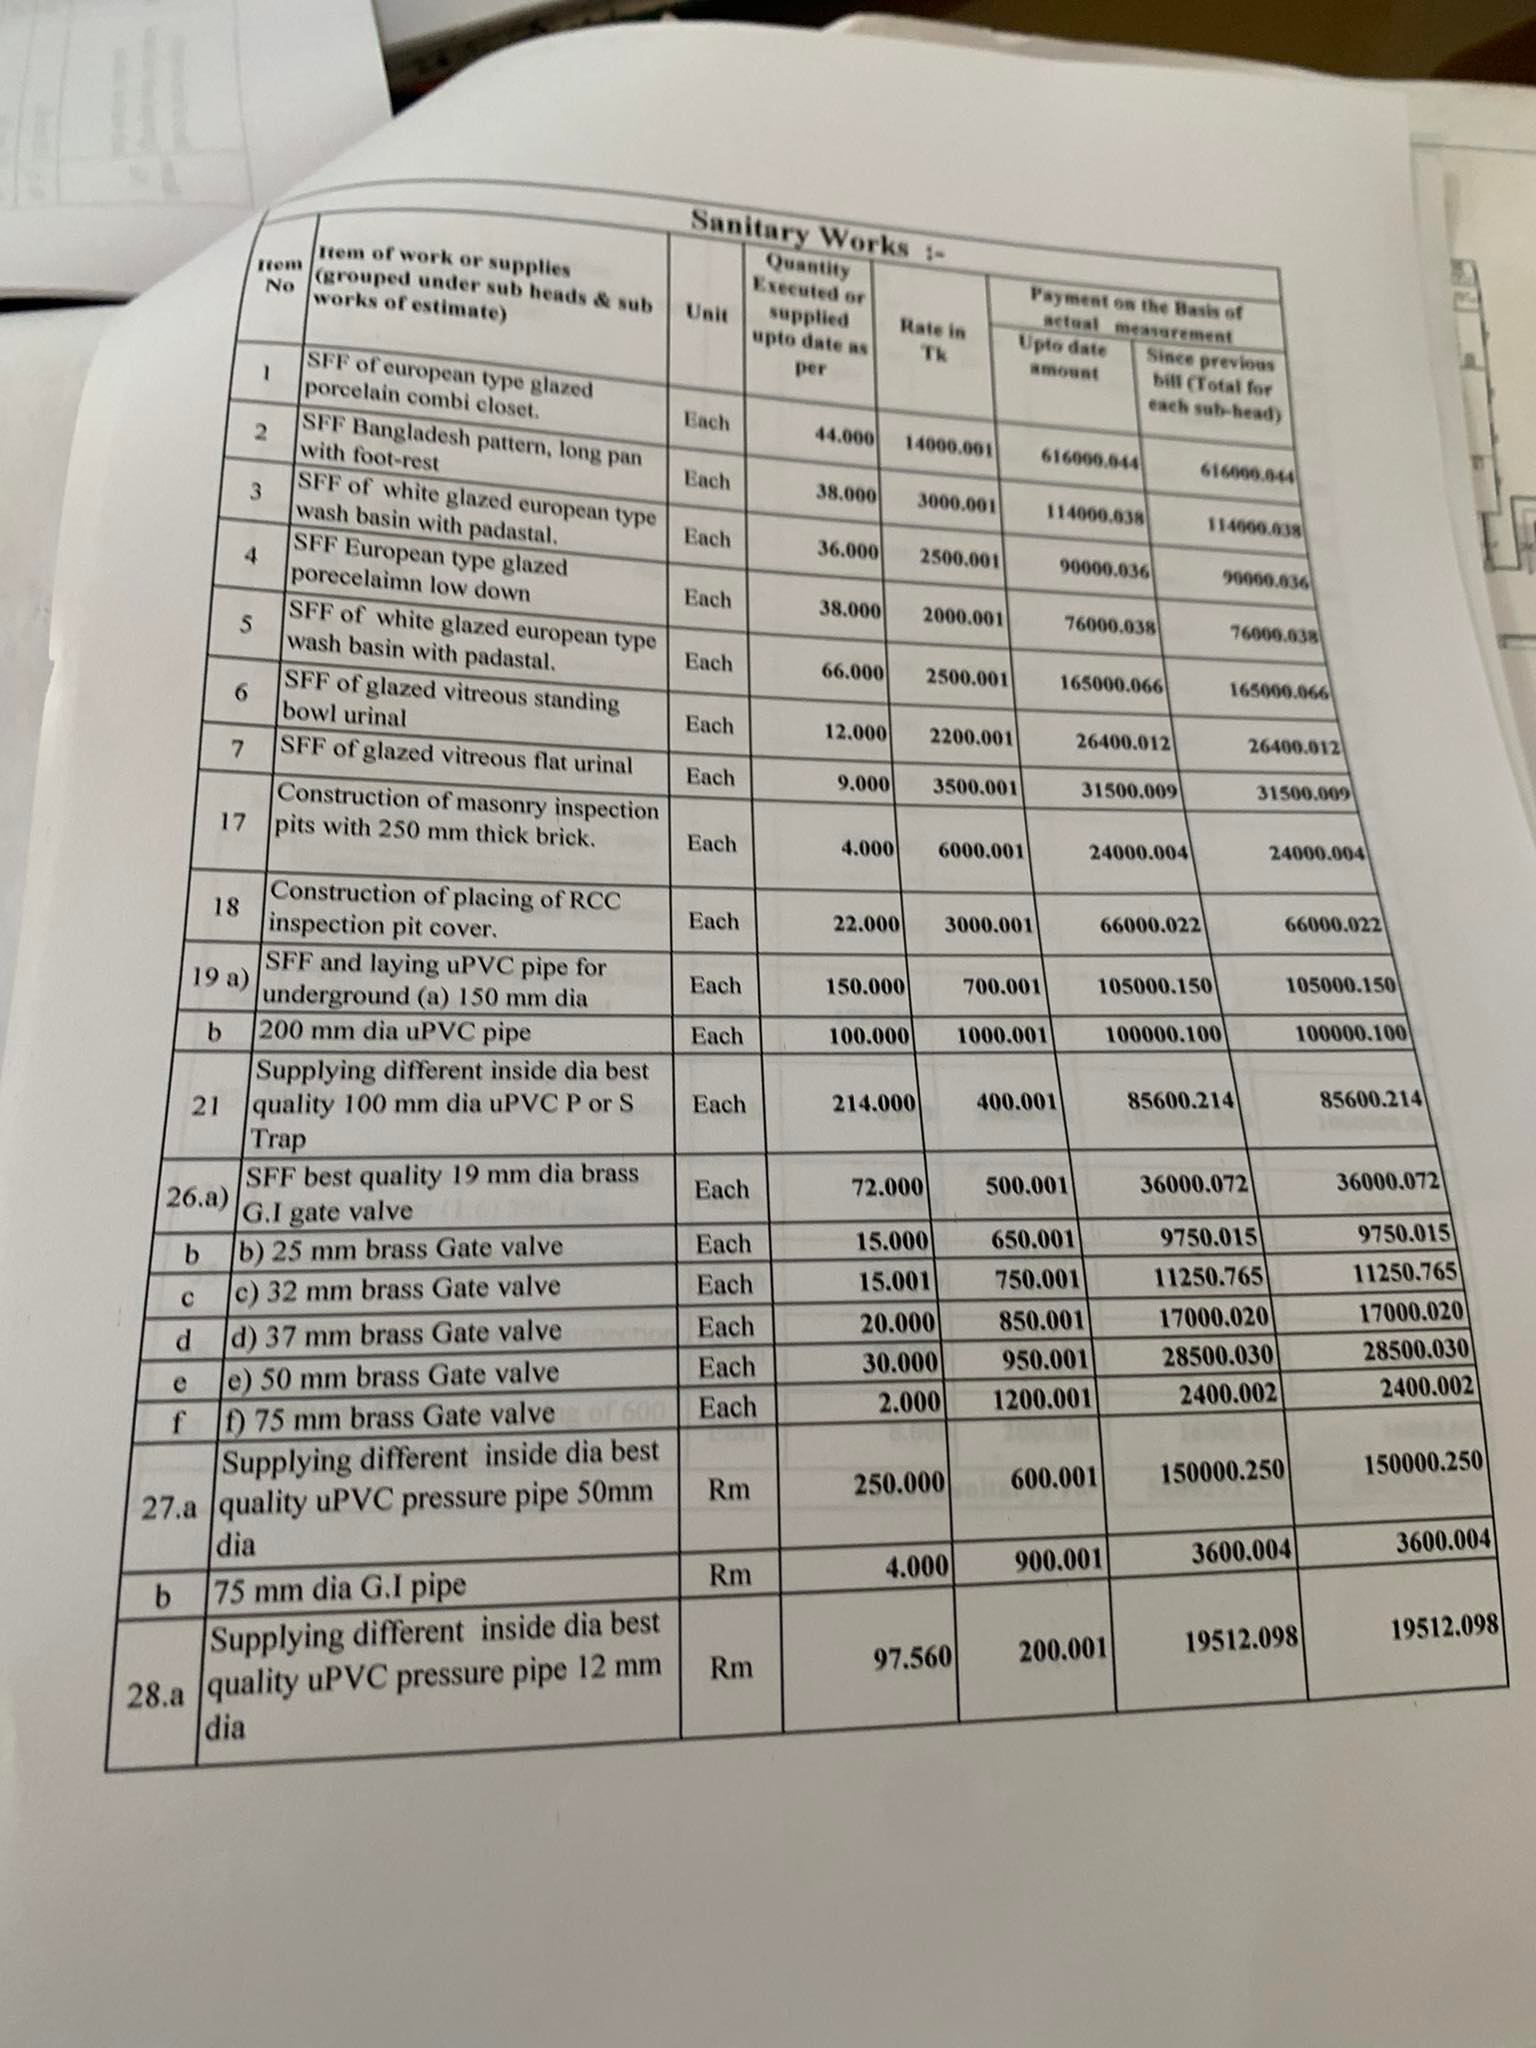 Sanitary Works :-
Item No
Item of work or supplies
(grouped under sub heads & sub
works of estimate)
Unit
Quantity
Executed or
supplied
upto date as
per
Rate in
Tk
Payment on the Basis of
actual measurement
Upto date
amount
Since previous
bill (Total for
each sub-head)
1 SFF of european type glazed
porcelain combi closet. Each 44.000 14000.001 616000.044 616000.044
2 SFF Bangladesh pattern, long pan
with foot-rest Each 38.000 3000.001 114000.038 114000.038
3 SFF of white glazed european type
wash basin with padastal. Each 36.000 2500.001 90000.036 90000.036
4 SFF European type glazed
porecelaimn low down Each 38.000 2000.001 76000.038 76000.038
5 SFF of white glazed european type
wash basin with padastal. Each 66.000 2500.001 165000.066 165000.066
6 SFF of glazed vitreous standing
bowl urinal Each 12.000 2200.001 26400.012 26400.012
7 SFF of glazed vitreous flat urinal Each 9.000 3500.001 31500.009 31500.009
17 Construction of masonry inspection
pits with 250 mm thick brick. Each 4.000 6000.001 24000.004 24000.004
18 Construction of placing of RCC
inspection pit cover. Each 22.000 3000.001 66000.022 66000.022
19 a) SFF and laying uPVC pipe for
underground (a) 150 mm dia Each 150.000 700.001 105000.150 105000.150
b 200 mm dia uPVC pipe Each 100.000 1000.001 100000.100 100000.100
Supplying different inside dia best
21 quality 100 mm dia uPVC P or S Each 214.000 400.001 85600.214 85600.214
Trap
26.a) SFF best quality 19 mm dia brass
G.I gate valve Each 72.000 500.001 36000.072 36000.072
b b) 25 mm brass Gate valve Each 15.000 650.001 9750.015 9750.015
c c) 32 mm brass Gate valve Each 15.001 750.001 11250.765 11250.765
d d) 37 mm brass Gate valve Each 20.000 850.001 17000.020 17000.020
e e) 50 mm brass Gate valve Each 30.000 950.001 28500.030 28500.030
f f) 75 mm brass Gate valve Each 2.000 1200.001 2400.002 2400.002
Supplying different inside dia best
27.a quality uPVC pressure pipe 50mm Rm 250.000 600.001 150000.250 150000.250
dia
b 75 mm dia G.I pipe Rm 4.000 900.001 3600.004 3600.004
Supplying different inside dia best
28.a quality uPVC pressure pipe 12 mm Rm 97.560 200.001 19512.098 19512.098
dia